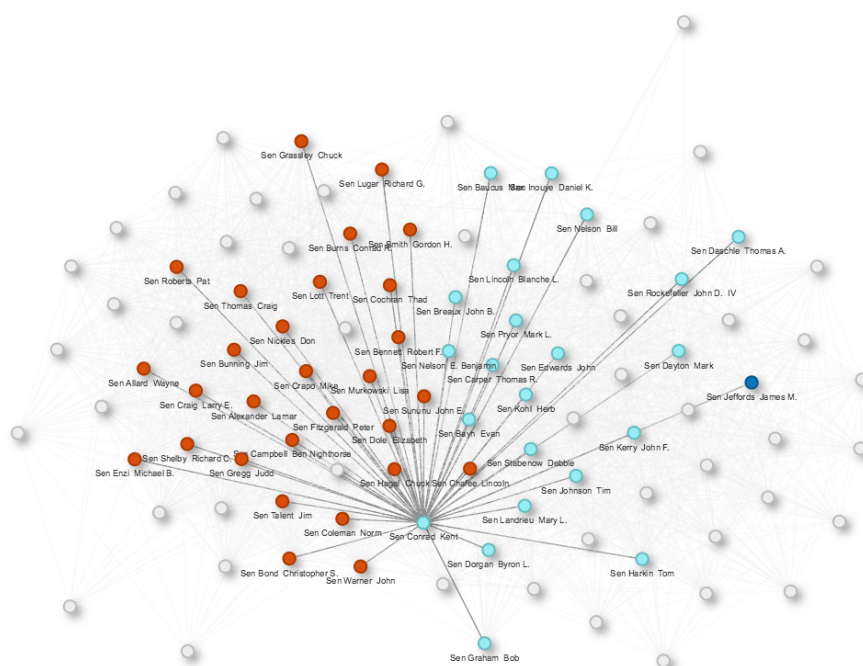 Sen Grassley Chuck
Sen Lugar Richard G.
Sen Baucus Max
Sen Inouye Daniel K.
Sen Nelson Bill
Sen Burns Conrad R.
Sen Smith Gordon H.
Sen Daschle Thomas A.
Sen Roberts Pat
Sen Lincoln Blanche L.
Sen Rockefeller John D. IV
Sen Thomas Craig
Sen Lott Trent
Sen Cochran Thad
Sen Breaux John B.
Sen Nickles Don
Sen Pryor Mark L.
Sen Bennett Robert F.
Sen Bunning Jim
Sen Nelson E. Benjamin
Sen Edwards John
Sen Dayton Mark
Sen Carper Thomas R.
Sen Allard Wayne
Sen Crapo Mike
Sen Murkowski Lisa
Sen Jeffords James M.
Sen Craig Larry E.
Sen Alexander Lamar
Sen Sununu John E.
Sen Kohl Herb
Sen Fitzgerald Peter
Sen Dole Elizabeth
Sen Bayh Evan
Sen Kerry John F.
Sen Shelby Richard C.
Sen Campbell Ben Nighthorse
Sen Stabenow Debbie
Sen Enzi Michael B.
Sen Gregg Judd
Sen Hagel Chuck
Sen Chafee Lincoln
Sen Johnson Tim
Sen Talent Jim
Sen Landrieu Mary L.
Sen Coleman Norm
Sen Conrad Kent
Sen Dorgan Byron L.
Sen Bond Christopher S.
Sen Warner John
Sen Harkin Tom
Sen Graham Bob